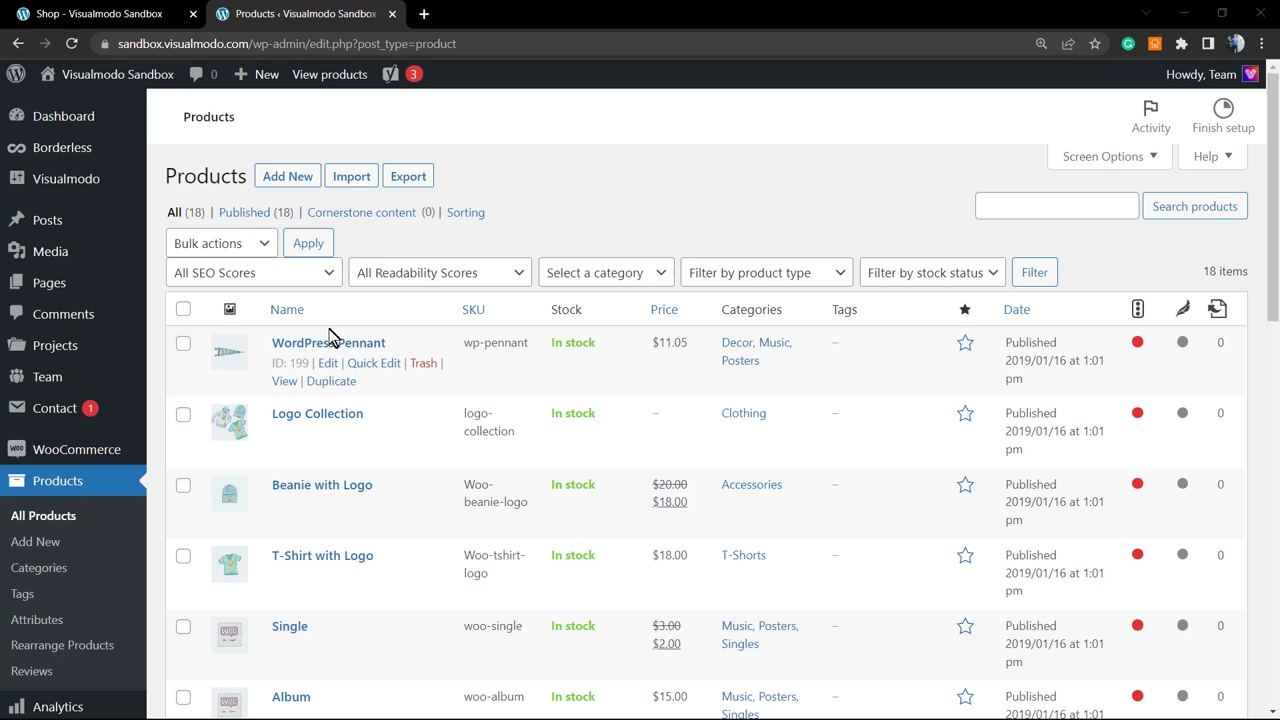 Shop - Visualmodo Sandbox
Products ‹ Visualmodo Sandbox -
sandbox.visualmodo.com/wp-admin/edit.php?post_type=product
Visualmodo Sandbox 0 New View products 3 Howdy, Team
Dashboard
Borderless
Visualmodo
Posts
Media
Pages
Comments
Projects
Team
Contact 1
WooCommerce
Products
All Products
Add New
Categories
Tags
Attributes
Rearrange Products
Reviews
Analytics
Products
Activity
Finish setup
Screen Options Help
Products Add New Import Export
All (18) | Published (18) | Cornerstone content (0) | Sorting
Search products
Bulk actions Apply
All SEO Scores All Readability Scores Select a category Filter by product type Filter by stock status Filter 18 items
Name SKU Stock Price Categories Tags Date
WordPress Pennant wp-pennant In stock $11.05 Decor, Music, – Published 0
ID: 199 | Edit | Quick Edit | Trash | Posters 2019/01/16 at 1:01
View | Duplicate pm
Logo Collection logo- In stock – Clothing – Published 0
collection 2019/01/16 at 1:01
pm
Beanie with Logo Woo- In stock $20.00 Accessories – Published 0
beanie-logo $18.00 2019/01/16 at 1:01
pm
T-Shirt with Logo Woo-tshirt- In stock $18.00 T-Shorts – Published 0
logo 2019/01/16 at 1:01
pm
Single woo-single In stock $3.00 Music, Posters, – Published 0
$2.00 Singles 2019/01/16 at 1:01
pm
Album woo-album In stock $15.00 Music, Posters, – Published 0
Singles 2019/01/16 at 1:01